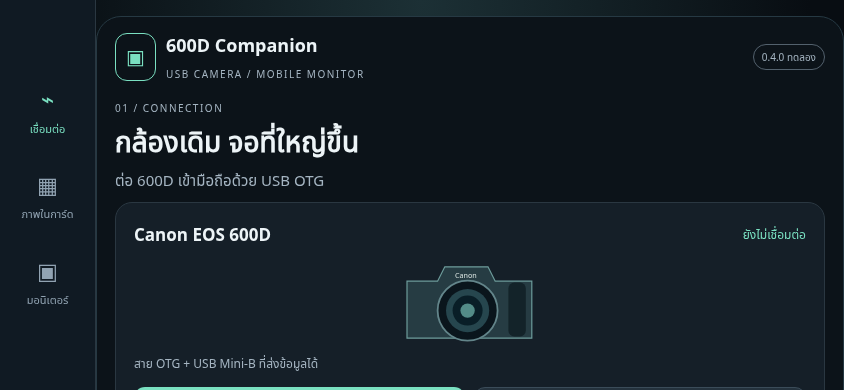 600D Companion
USB CAMERA / MOBILE MONITOR
0.4.0 ทดลอง
เชื่อมต่อ
ภาพในการ์ด
มอนิเตอร์
01 / CONNECTION
กล้องเดิม จอที่ใหญ่ขึ้น
ต่อ 600D เข้ามือถือด้วย USB OTG
Canon EOS 600D
ยังไม่เชื่อมต่อ
Canon
สาย OTG + USB Mini-B ที่ส่งข้อมูลได้